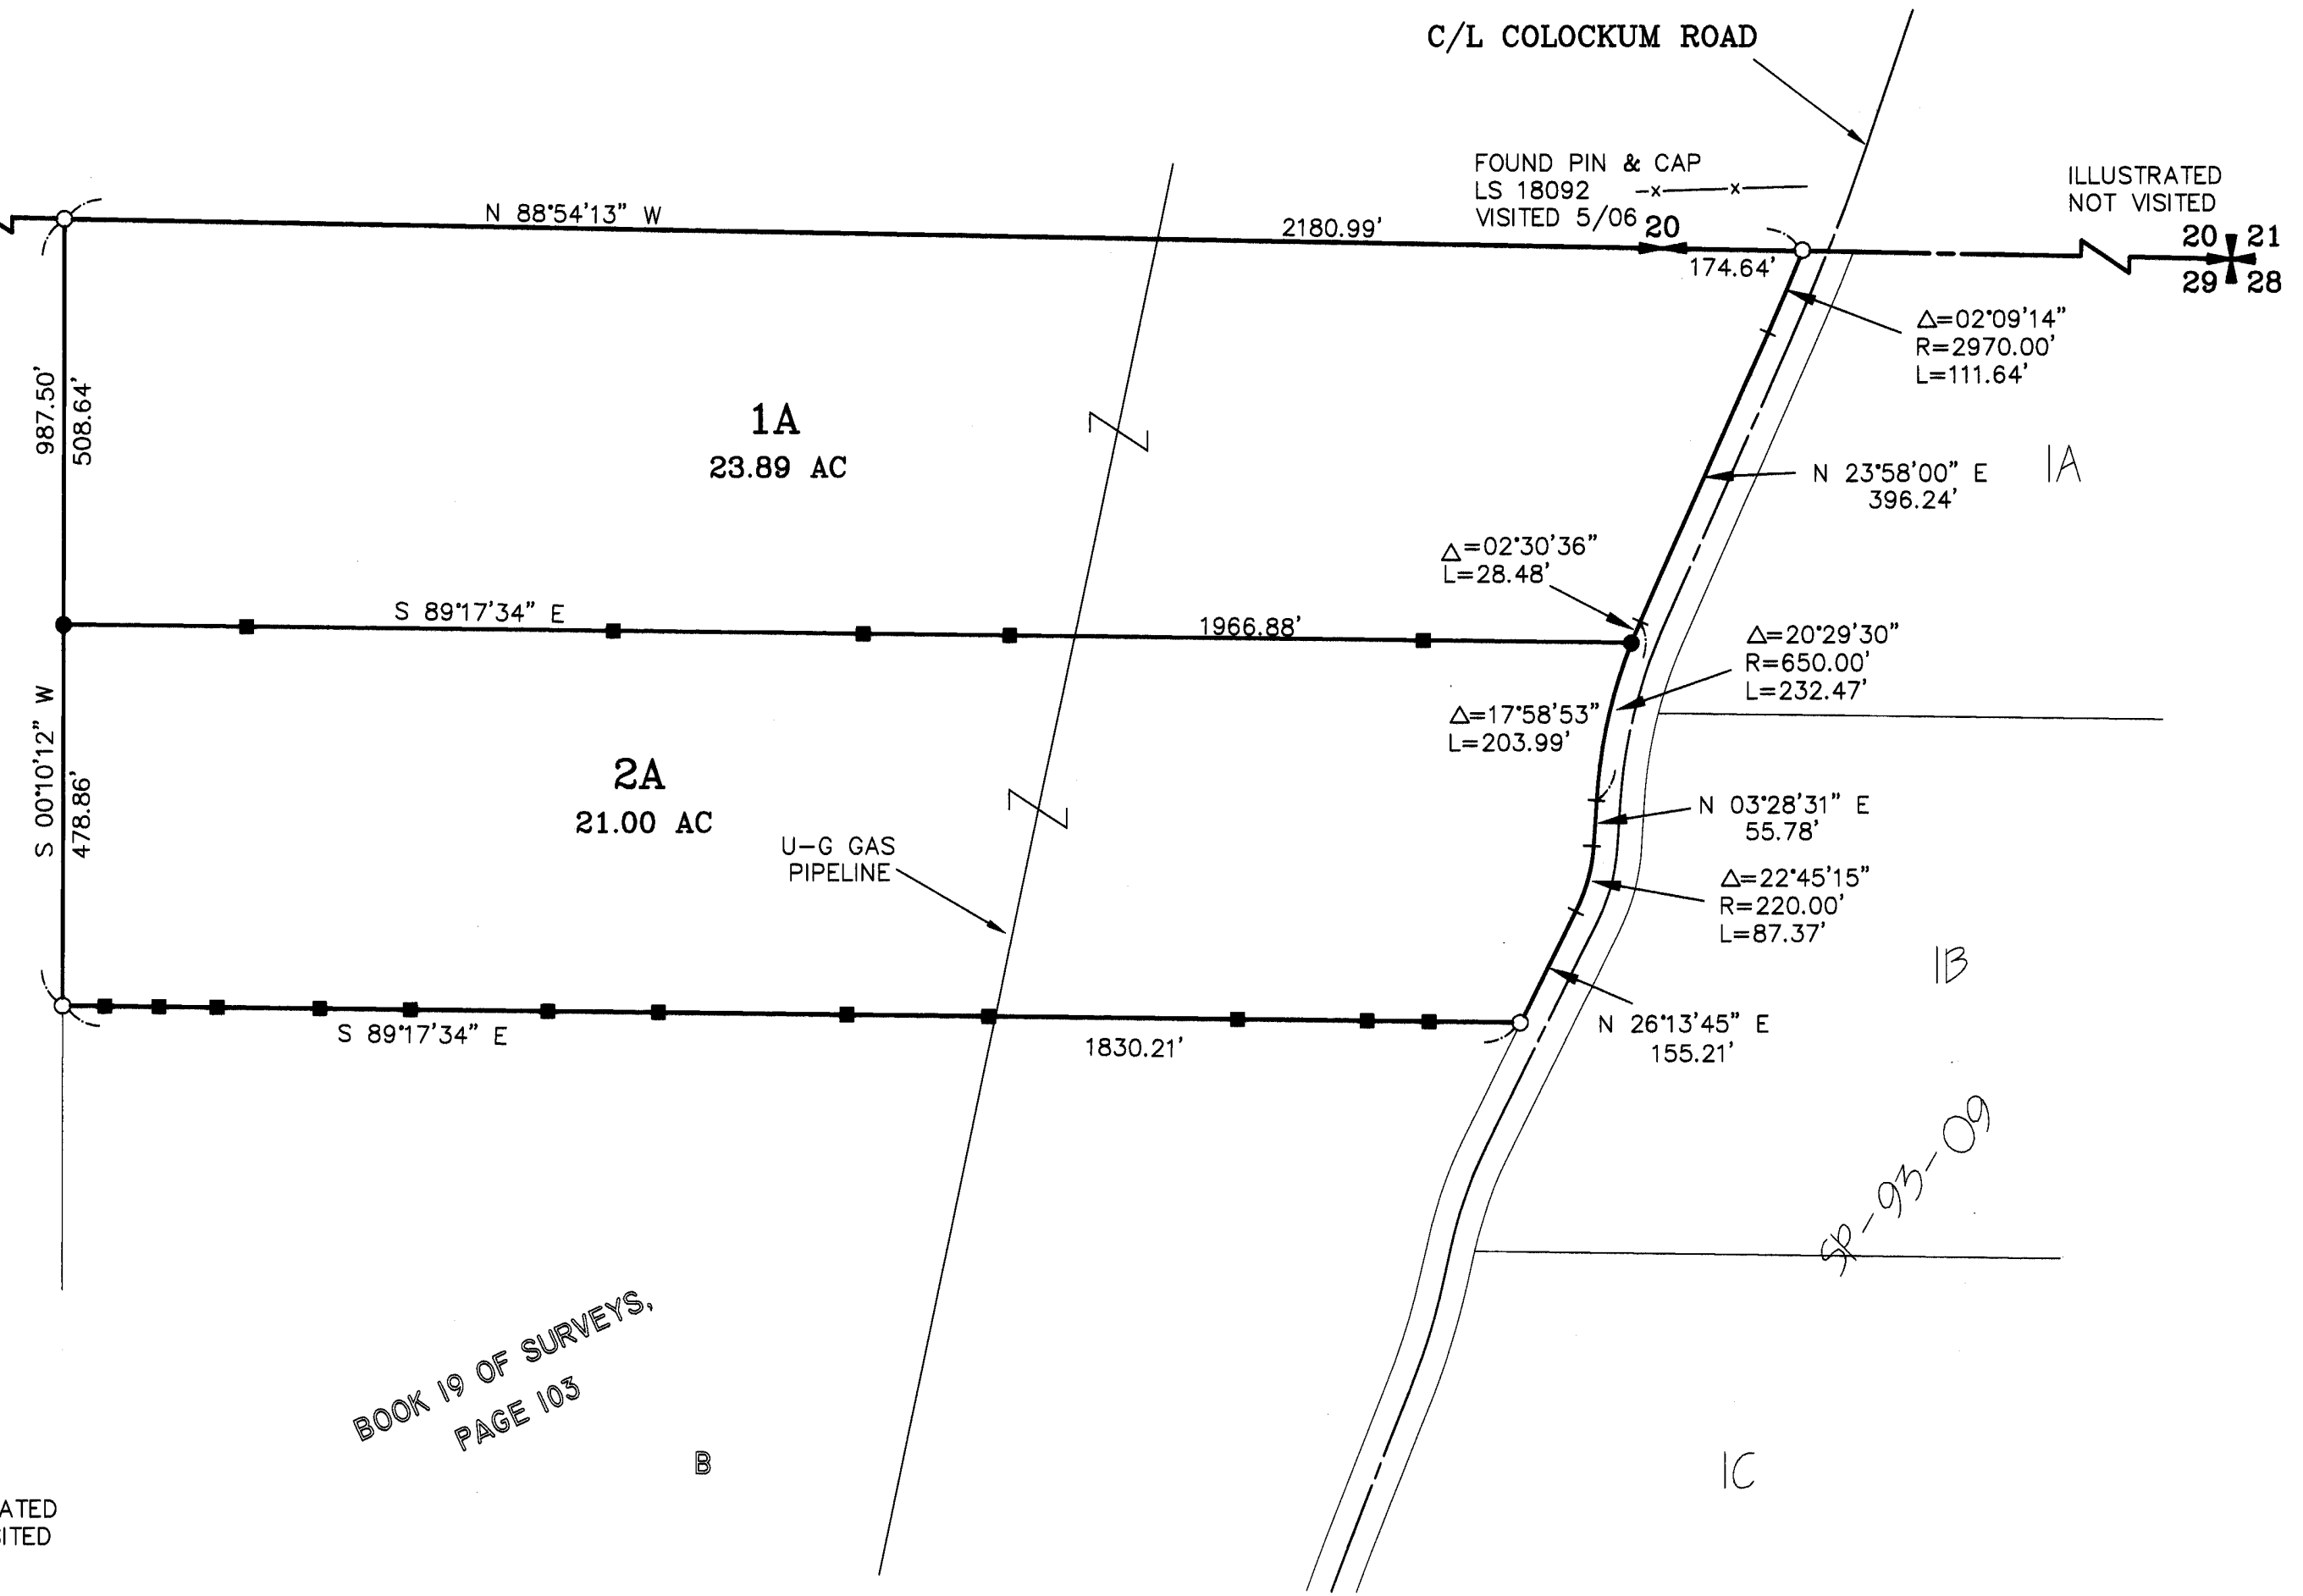 C/L COLOCKUM ROAD
FOUND PIN & CAP
LS 18092 -x——x——
VISITED 5/06
20
ILLUSTRATED
NOT VISITED
20 21
29 28
N 88°54'13" W
2180.99'
174.64'
Δ=02°09'14"
R=2970.00'
L=111.64'
987.50'
508.64'
1A
23.89 AC
N 23°58'00" E
396.24'
1A
Δ=02°30'36"
L=28.48'
S 89°17'34" E
1966.88'
Δ=20°29'30"
R=650.00'
L=232.47'
Δ=17°58'53"
L=203.99'
S 00°10'12" W
478.86'
2A
21.00 AC
U-G GAS
PIPELINE
N 03°28'31" E
55.78'
Δ=22°45'15"
R=220.00'
L=87.37'
1B
S 89°17'34" E
1830.21'
N 26°13'45" E
155.21'
SP-93-09
BOOK 19 OF SURVEYS,
PAGE 103
B
1C
ATED
SITED